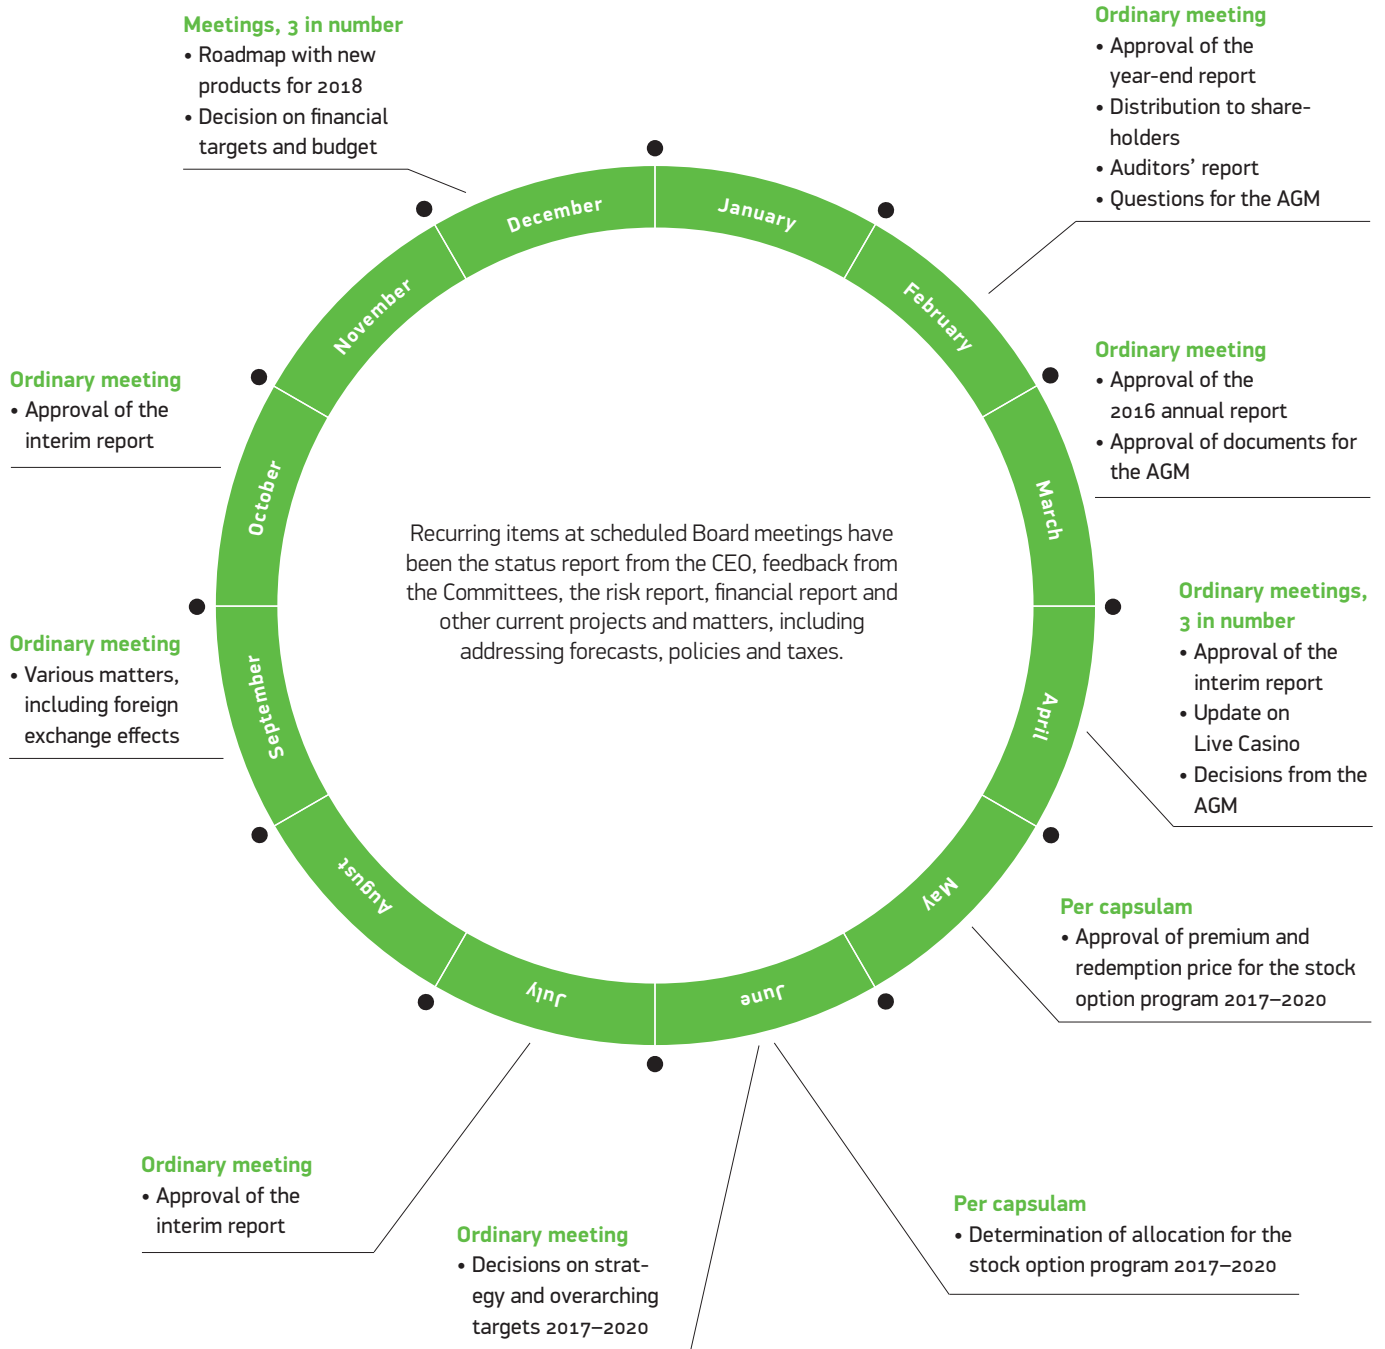 Meetings, 3 in number
• Roadmap with new
products for 2018
• Decision on financial
targets and budget
Ordinary meeting
• Approval of the
year-end report
• Distribution to share-
holders
• Auditors’ report
• Questions for the AGM
December
January
November
February
Ordinary meeting
• Approval of the
2016 annual report
• Approval of documents for
the AGM
Ordinary meeting
• Approval of the
interim report
October
March
Recurring items at scheduled Board meetings have
been the status report from the CEO, feedback from
the Committees, the risk report, financial report and
other current projects and matters, including
addressing forecasts, policies and taxes.
Ordinary meetings,
3 in number
• Approval of the
interim report
• Update on
Live Casino
• Decisions from the
AGM
Ordinary meeting
• Various matters,
including foreign
exchange effects
September
April
August
May
Per capsulam
• Approval of premium and
redemption price for the stock
option program 2017–2020
July
June
Ordinary meeting
• Approval of the
interim report
Ordinary meeting
• Decisions on strat-
egy and overarching
targets 2017–2020
Per capsulam
• Determination of allocation for the
stock option program 2017–2020